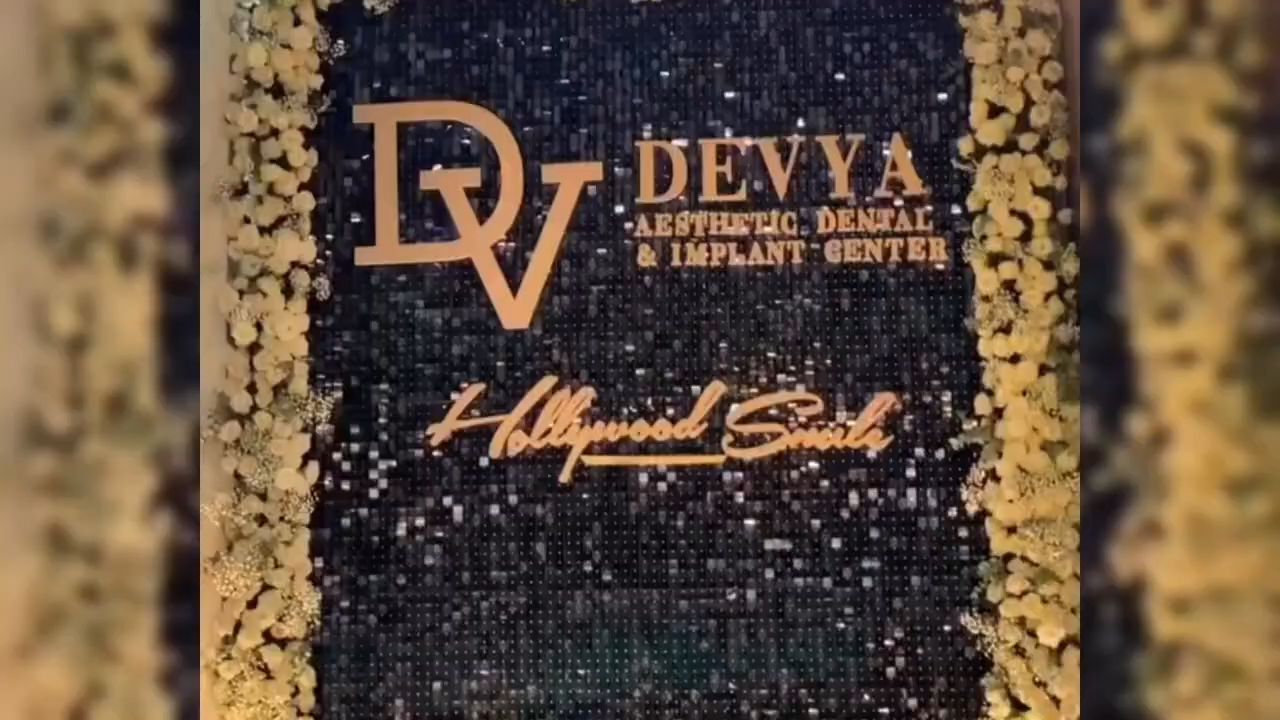 DV
DEVYA
AESTHETIC DENTAL
& IMPLANT CENTER
Hollywood Smile